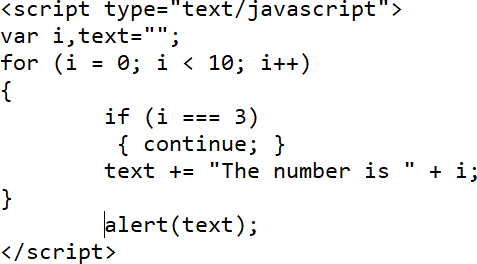 <script type="text/javascript">
var i,text="";
for (i = 0; i < 10; i++)
{
        if (i === 3)
         { continue; }
        text += "The number is " + i;
}
        alert(text);
</script>